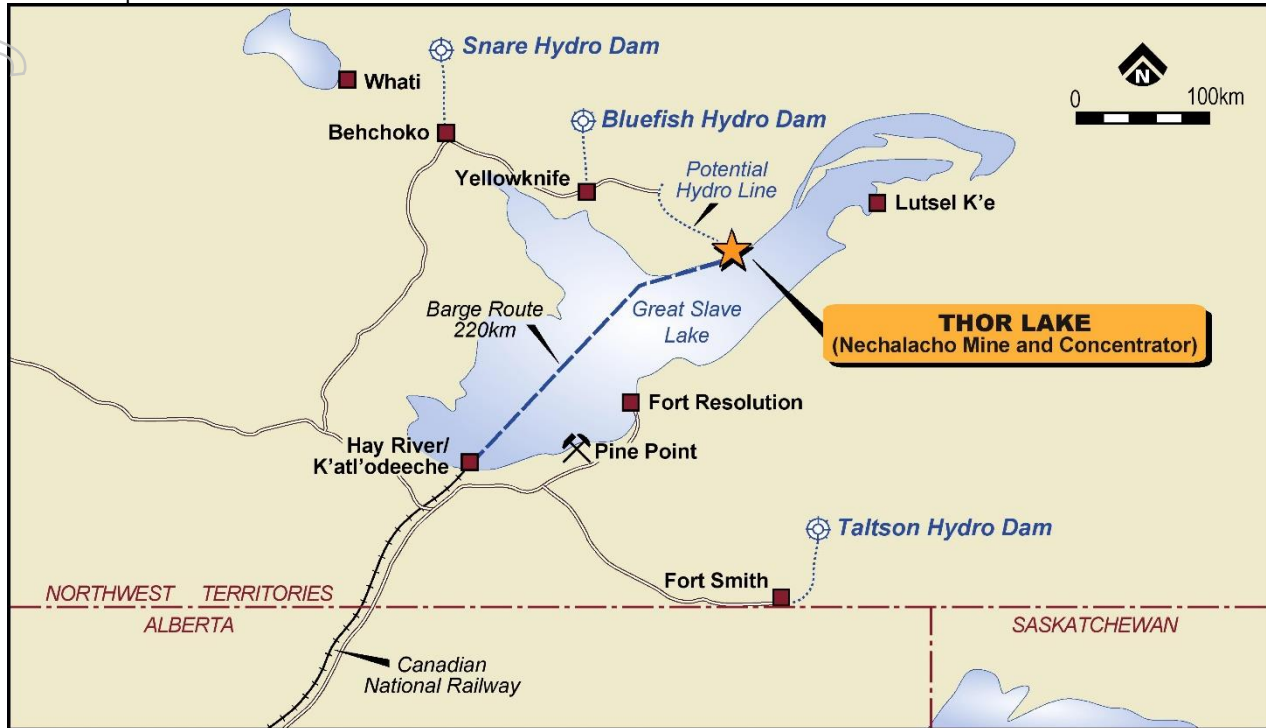 Snare Hydro Dam
N
0 100km
Whati
Bluefish Hydro Dam
Behchoko
Potential
Hydro Line
Yellowknife
Lutsel K'e
Barge Route
220km
Great Slave
Lake
THOR LAKE
(Nechalacho Mine and Concentrator)
Fort Resolution
Hay River/
K'atl'odeeche
Pine Point
Taltson Hydro Dam
Fort Smith
NORTHWEST TERRITORIES
ALBERTA
SASKATCHEWAN
Canadian
National Railway